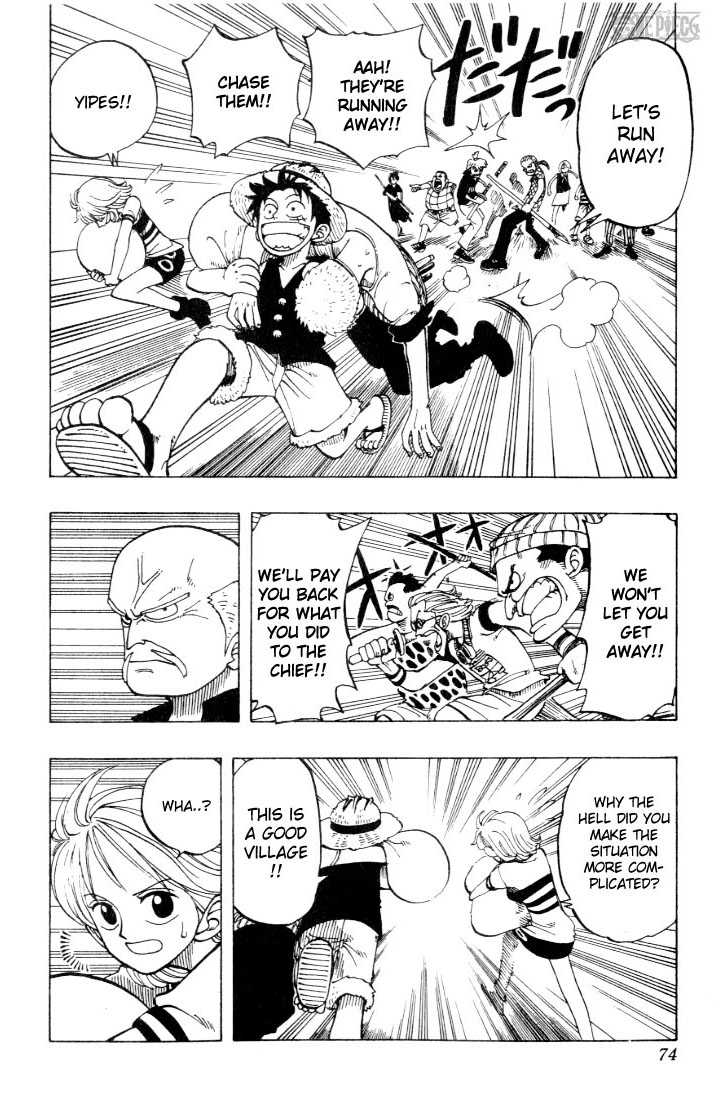 ONE PIECE
LET'S
RUN
AWAY!
だだっ
AAH!
THEY'RE
RUNNING
AWAY!!
CHASE
THEM!!
YIPES!!
WE
WON'T
LET YOU
GET
AWAY!!
WE'LL PAY
YOU BACK
FOR WHAT
YOU DID
TO THE
CHIEF!!
WHY THE
HELL DID YOU
MAKE THE
SITUATION
MORE COM-
PLICATED?
THIS IS
A GOOD
VILLAGE
!!
WHA..?
74